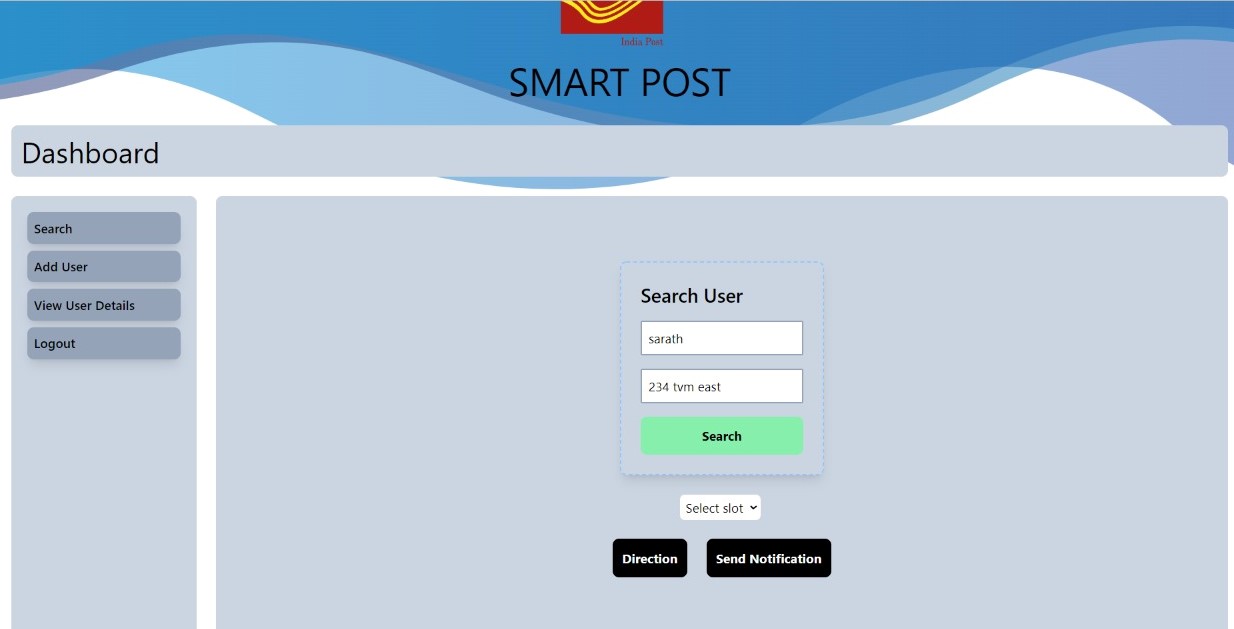 India Post
SMART POST
Dashboard
Search
Add User
View User Details
Logout
Search User
sarath
234 tvm east
Search
Select slot
Direction
Send Notification